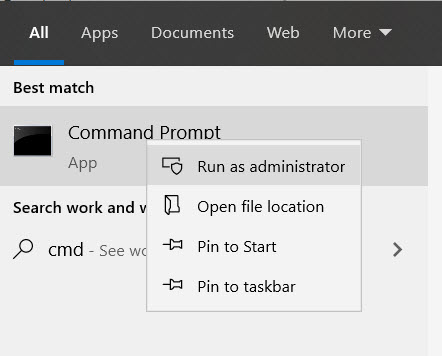 All Apps Documents Web More
Best match
Command Prompt
App
Run as administrator
Open file location
Search work and
cmd - See
Pin to Start
Pin to taskbar